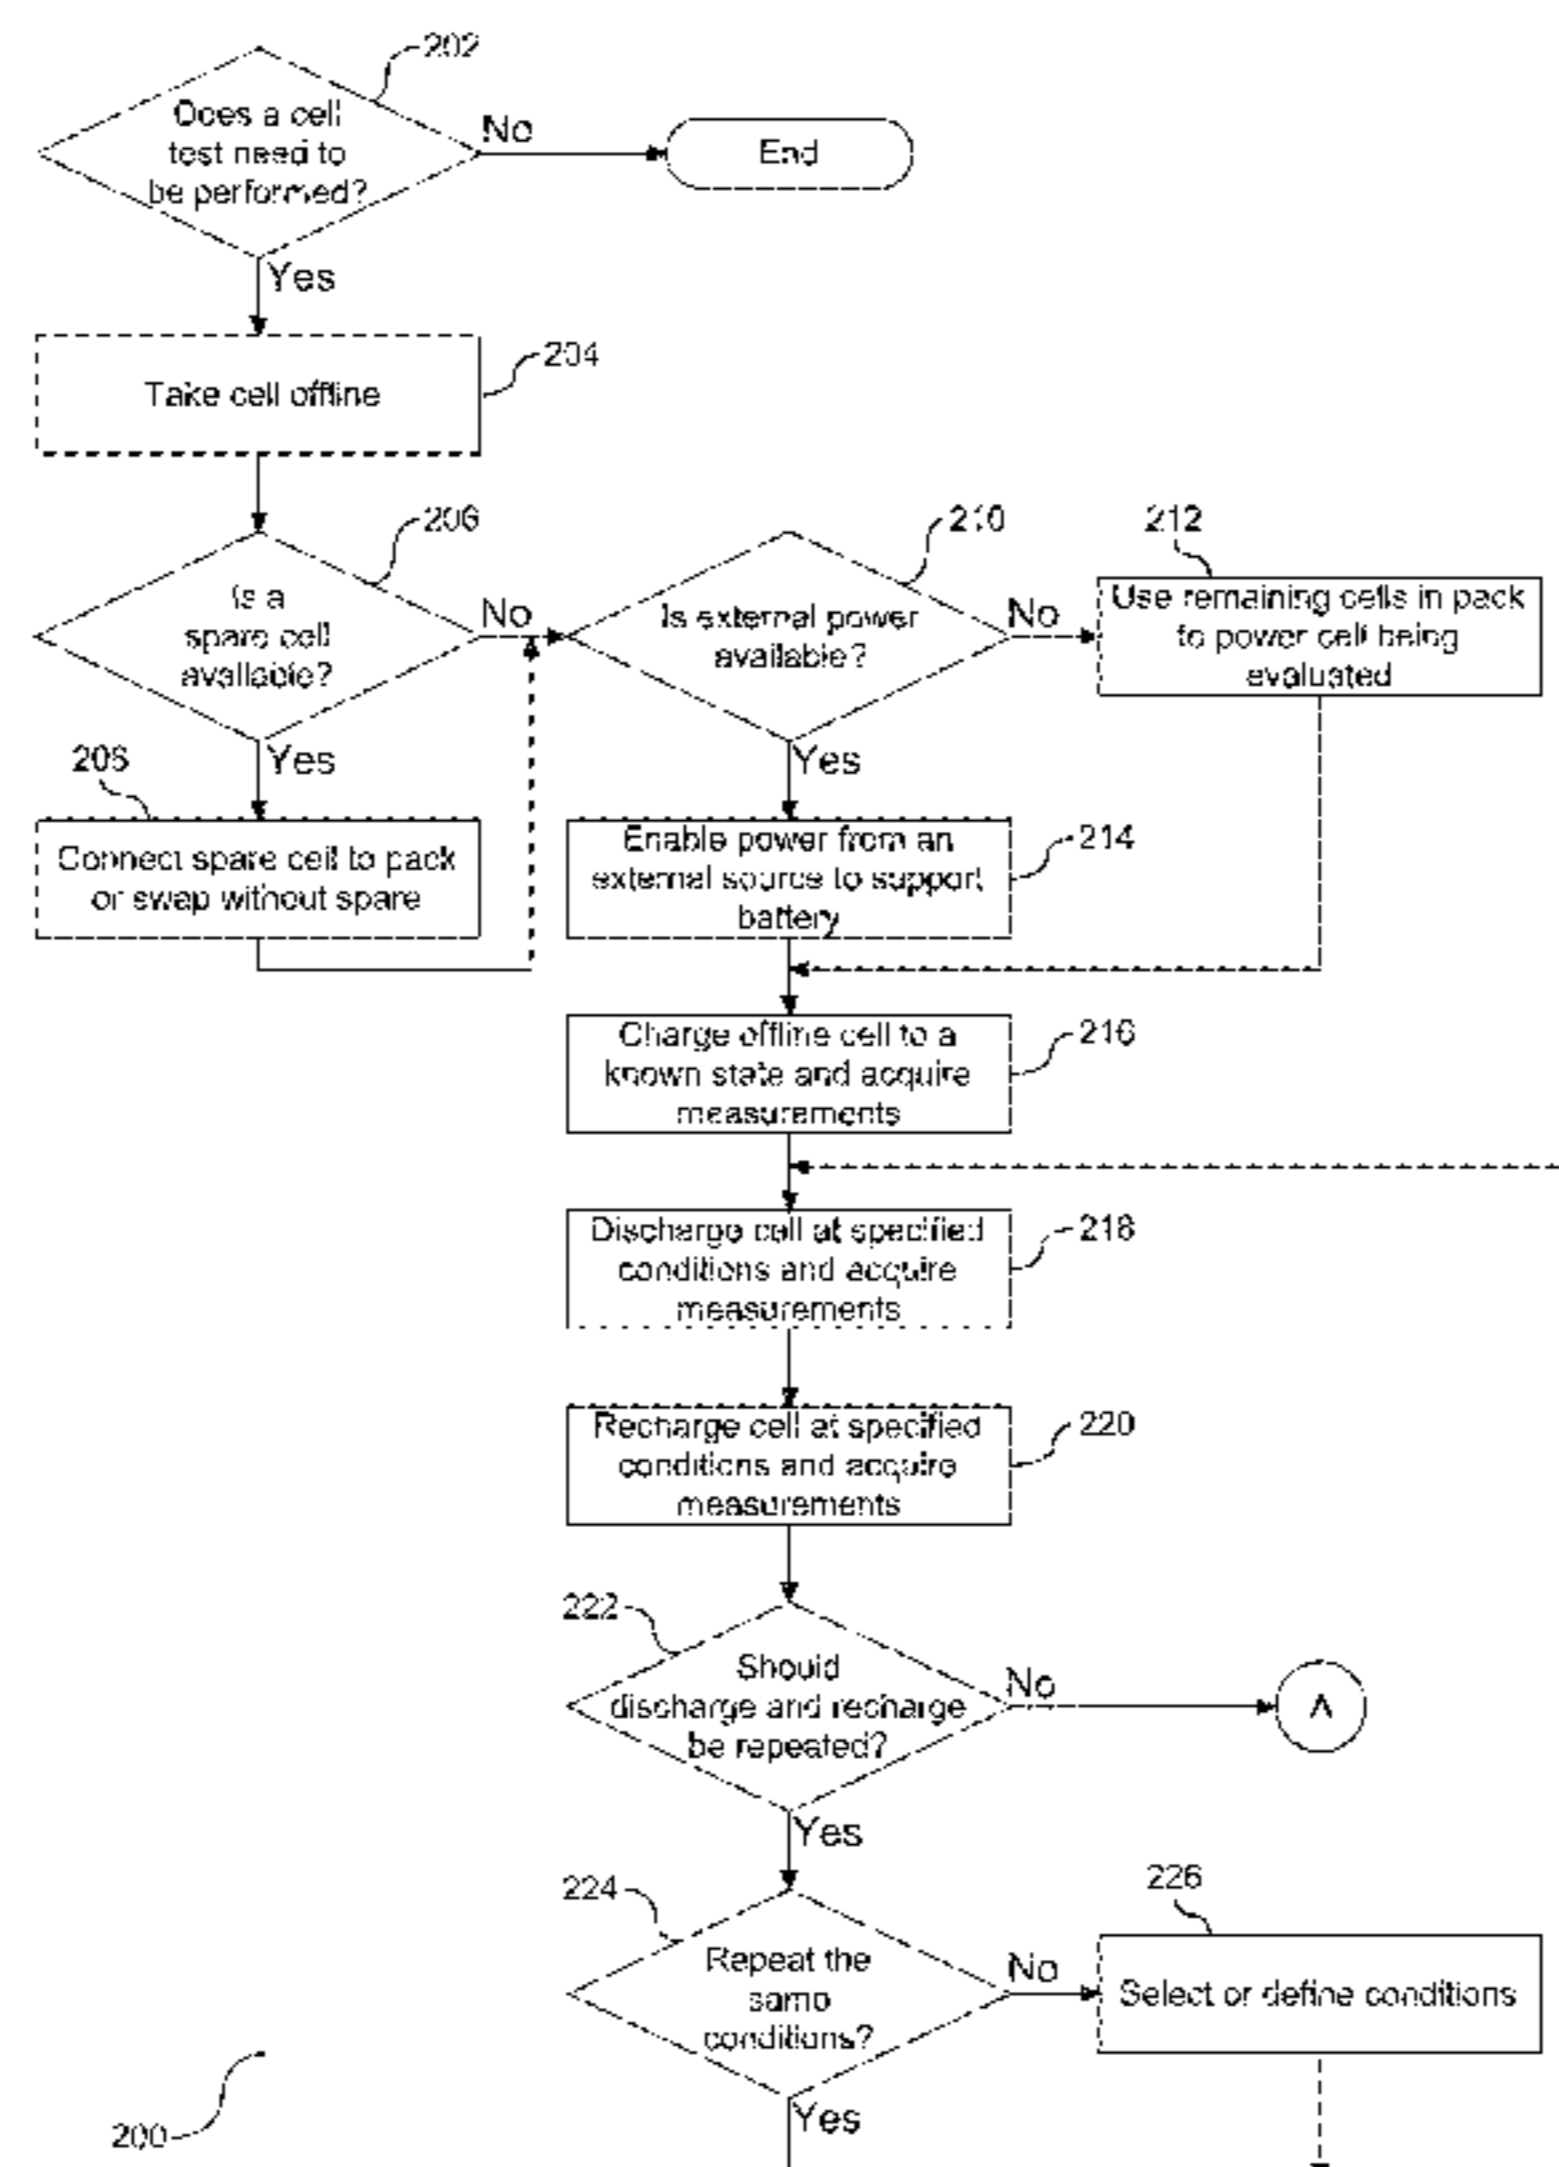 202
Does a cell
test need to
be performed?
No
End
Yes
204
Take cell offline
206
Is a
spare cell
available?
No
210
Is external power
available?
No
212
Use remaining cells in pack
to power cell being
evaluated
Yes
Connect spare cell to pack
or swap without spare
Yes
Enable power from an
external source to support
battery
214
Charge offline cell to a
known state and acquire
measurements
216
Discharge cell at specified
conditions and acquire
measurements
218
Recharge cell at specified
conditions and acquire
measurements
220
222
Should
discharge and recharge
be repeated?
No
A
Yes
224
Repeat the
same
conditions?
No
226
Select or define conditions
Yes
200